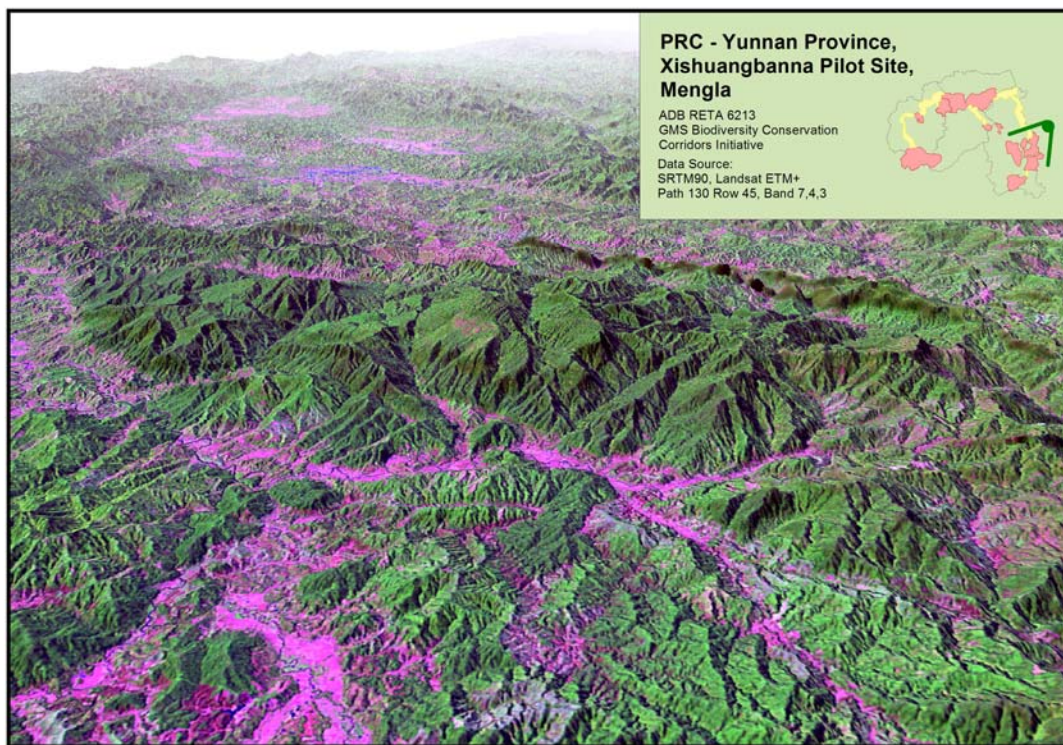 PRC - Yunnan Province,
Xishuangbanna Pilot Site,
Mengla
ADB RETA 6213
GMS Biodiversity Conservation
Corridors Initiative
Data Source:
SRTM90, Landsat ETM+
Path 130 Row 45, Band 7,4,3